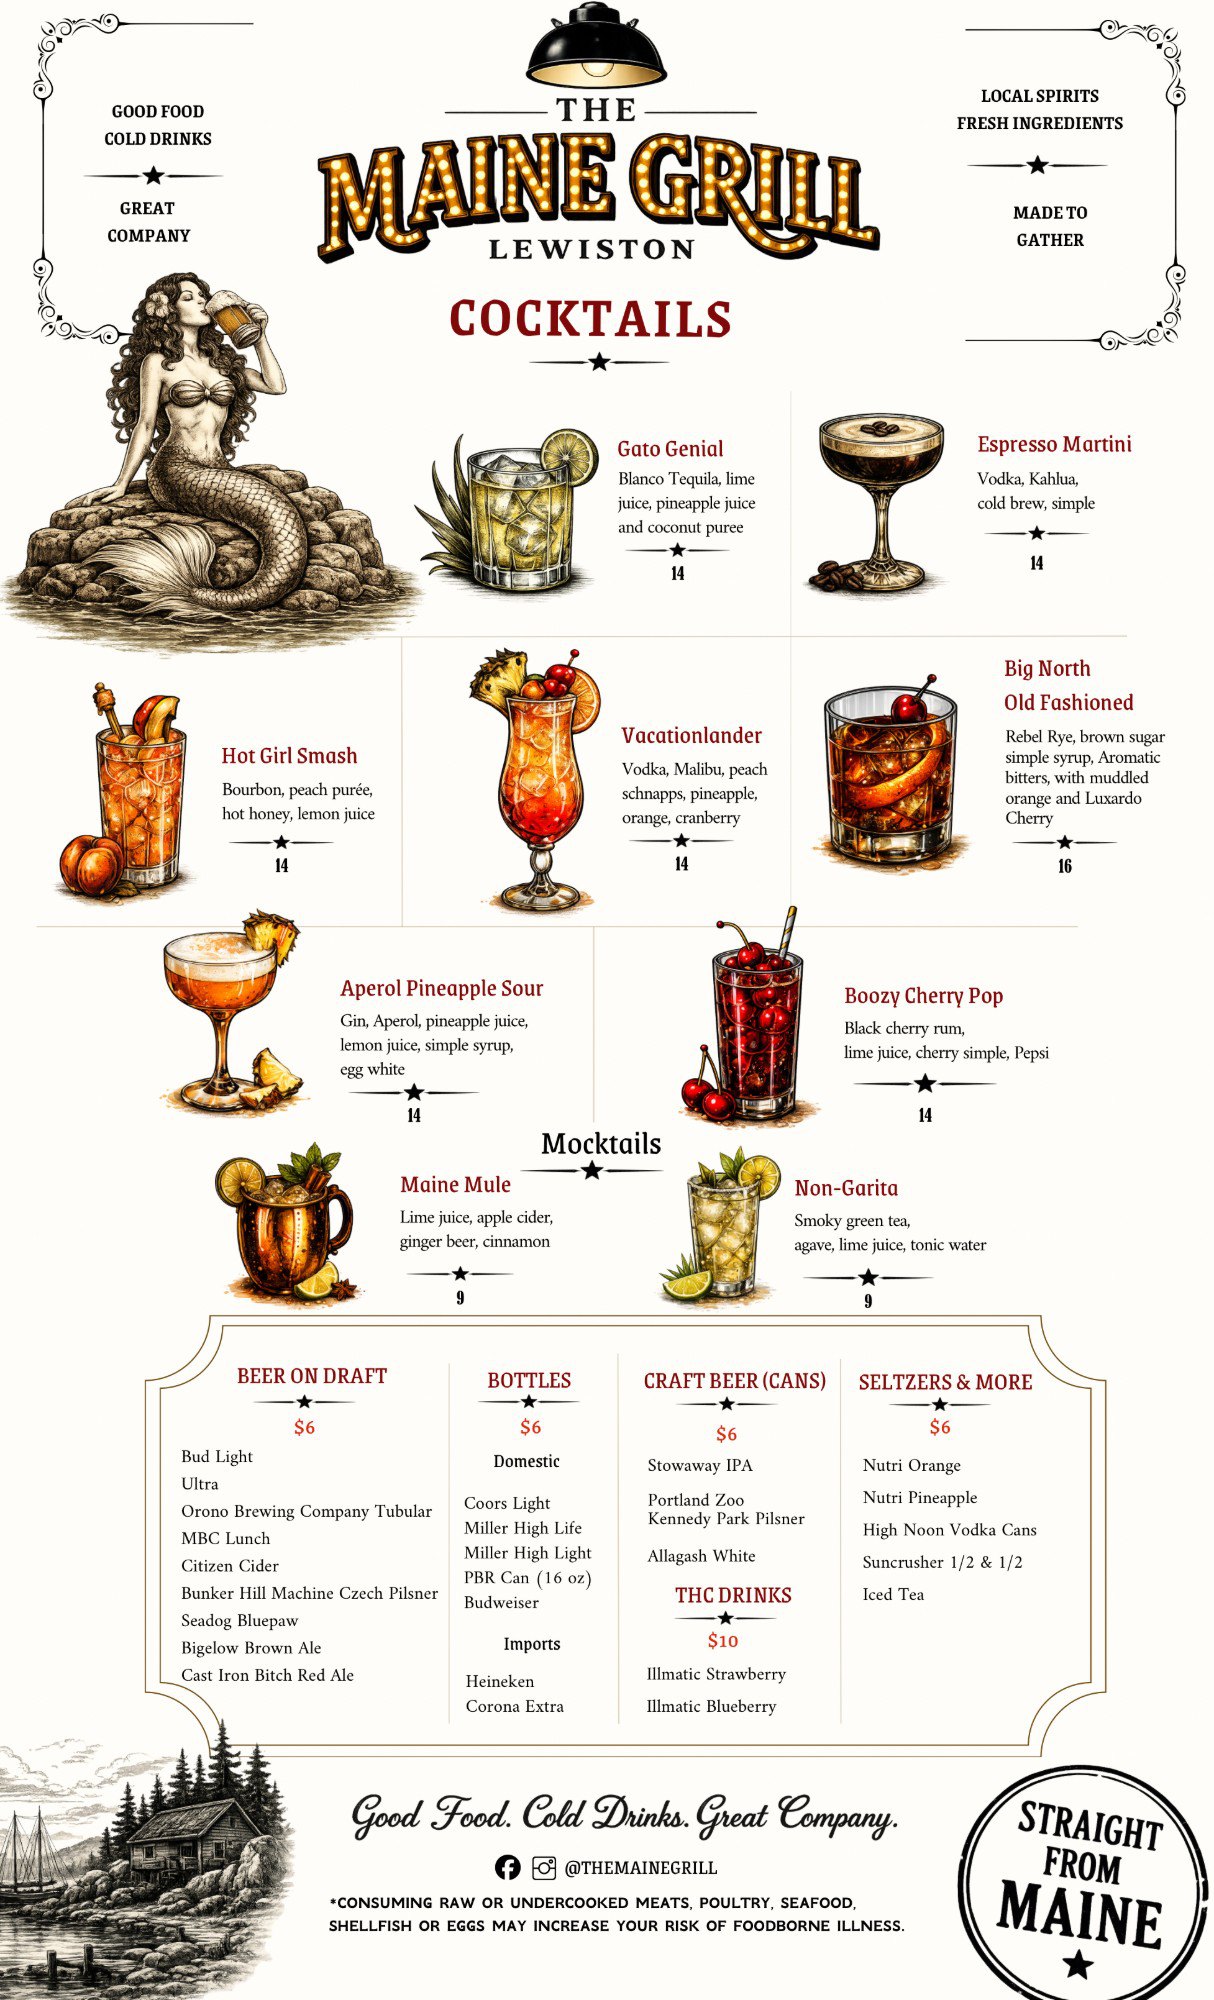 GOOD FOOD
COLD DRINKS
GREAT
COMPANY
THE
MAINE GRILL
LEWISTON
LOCAL SPIRITS
FRESH INGREDIENTS
MADE TO
GATHER
COCKTAILS
Gato Genial
Blanco Tequila, lime
juice, pineapple juice
and coconut puree
14
Espresso Martini
Vodka, Kahlua,
cold brew, simple
14
Hot Girl Smash
Bourbon, peach purée,
hot honey, lemon juice
14
Vacationlander
Vodka, Malibu, peach
schnapps, pineapple,
orange, cranberry
14
Big North
Old Fashioned
Rebel Rye, brown sugar
simple syrup, Aromatic
bitters, with muddled
orange and Luxardo
Cherry
16
Aperol Pineapple Sour
Gin, Aperol, pineapple juice,
lemon juice, simple syrup,
egg white
14
Boozy Cherry Pop
Black cherry rum,
lime juice, cherry simple, Pepsi
14
Mocktails
Maine Mule
Lime juice, apple cider,
ginger beer, cinnamon
9
Non-Garita
Smoky green tea,
agave, lime juice, tonic water
9
BEER ON DRAFT
$6
Bud Light
Ultra
Orono Brewing Company Tubular
MBC Lunch
Citizen Cider
Bunker Hill Machine Czech Pilsner
Seadog Bluepaw
Bigelow Brown Ale
Cast Iron Bitch Red Ale
BOTTLES
$6
Domestic
Coors Light
Miller High Life
Miller High Light
PBR Can (16 oz)
Budweiser
Imports
Heineken
Corona Extra
CRAFT BEER (CANS)
$6
Stowaway IPA
Portland Zoo
Kennedy Park Pilsner
Allagash White
THC DRINKS
$10
Illmatic Strawberry
Illmatic Blueberry
SELTZERS & MORE
$6
Nutri Orange
Nutri Pineapple
High Noon Vodka Cans
Suncrusher 1/2 & 1/2
Iced Tea
Good Food. Cold Drinks. Great Company.
@THEMAINEGRILL
*CONSUMING RAW OR UNDERCOOKED MEATS, POULTRY, SEAFOOD,
SHELLFISH OR EGGS MAY INCREASE YOUR RISK OF FOODBORNE ILLNESS.
STRAIGHT
FROM
MAINE